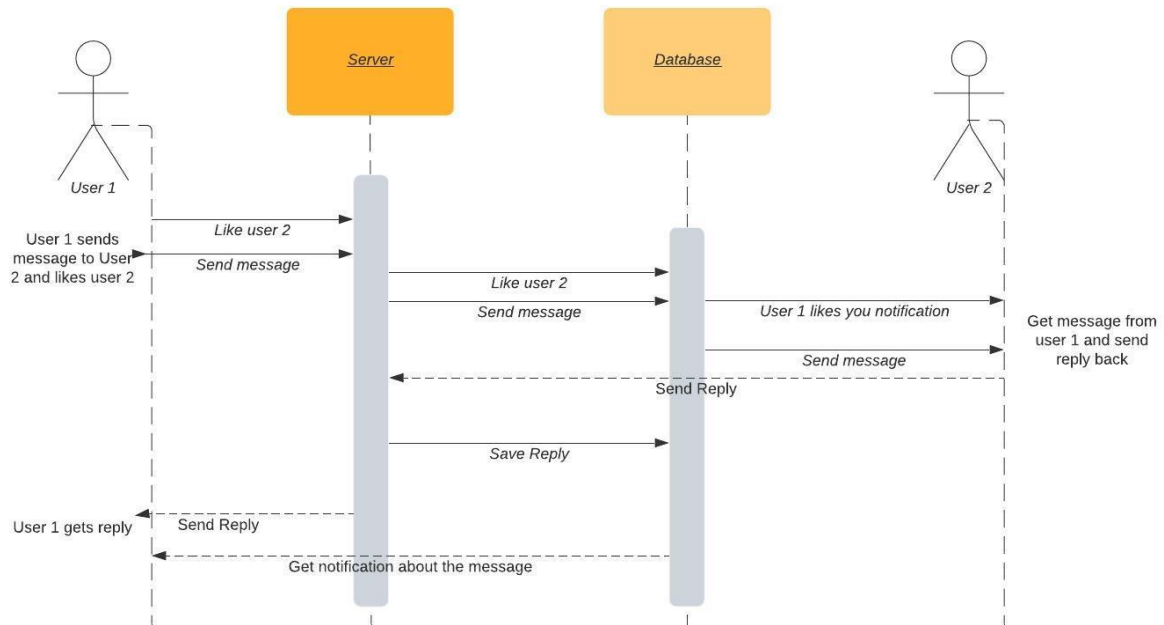 Server
Database
User 1
User 2
Like user 2
User 1 sends
message to User
2 and likes user 2
Send message
Like user 2
Send message
User 1 likes you notification
Get message from
user 1 and send
reply back
Send message
Send Reply
Save Reply
User 1 gets reply
Send Reply
Get notification about the message